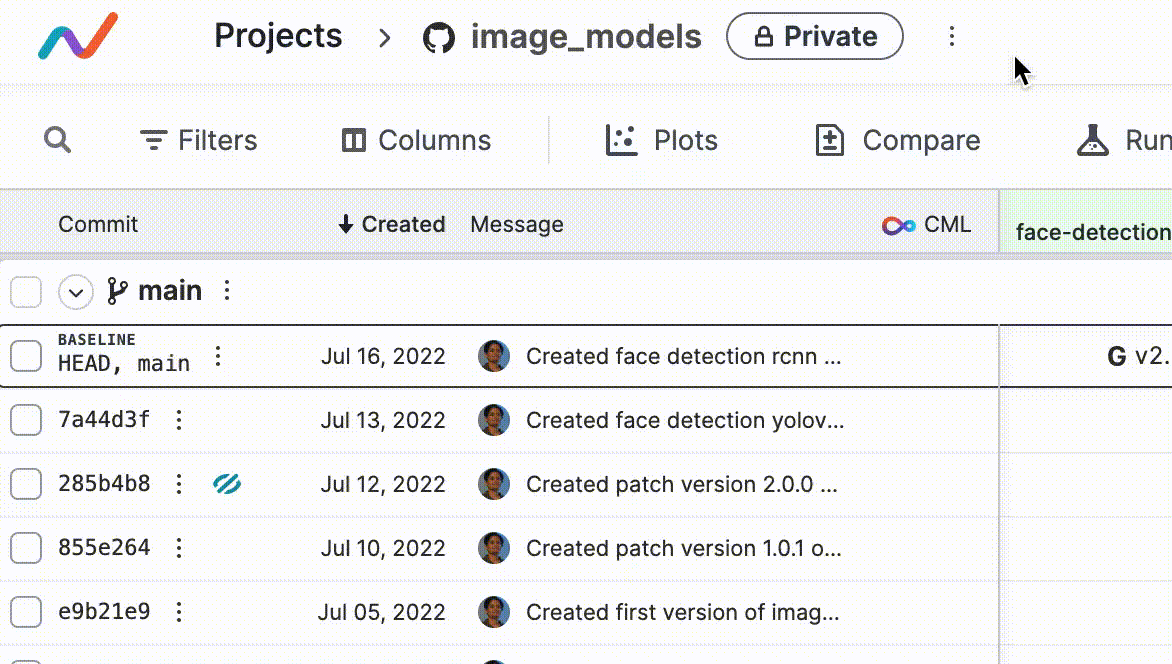 Projects > image_models Private
Filters Columns Plots Compare Run
Commit Created Message CML face-detection
main
BASELINE
HEAD, main Jul 16, 2022 Created face detection rcnn ... G v2.
7a44d3f Jul 13, 2022 Created face detection yolov...
285b4b8 Jul 12, 2022 Created patch version 2.0.0 ...
855e264 Jul 10, 2022 Created patch version 1.0.1 o...
e9b21e9 Jul 05, 2022 Created first version of imag...